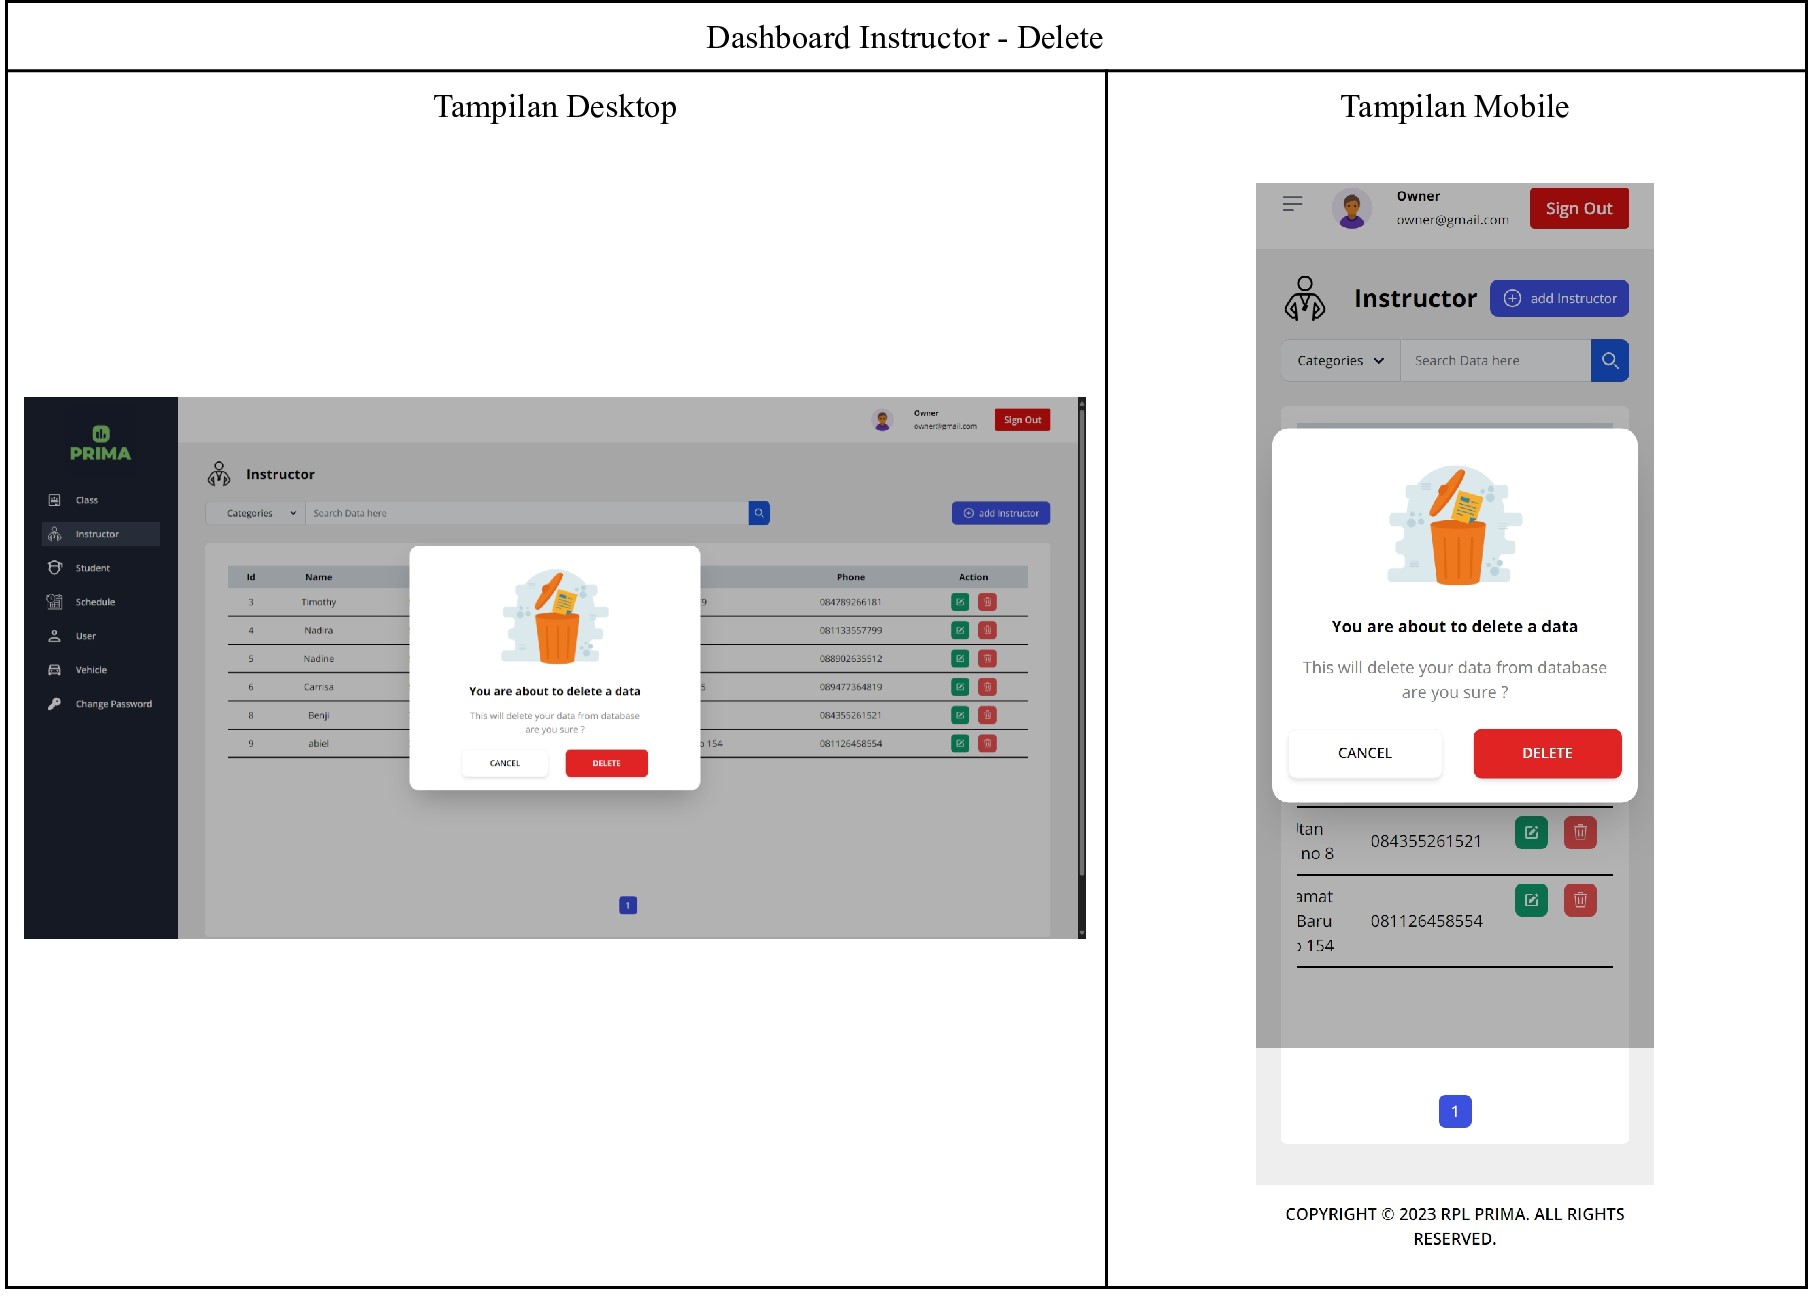 Dashboard Instructor - Delete
Tampilan Desktop
PRIMA
Class
Instructor
Student
Schedule
User
Vehicle
Change Password
Owner
owner@gmail.com
Sign Out
Instructor
Categories Search Data here
add Instructor
Id Name Phone Action
3 Timothy 9 084789266181
4 Nadira 081133557799
5 Nadine 088902635512
6 Carrisa 5 089477364819
8 Benji 084355261521
9 abiel 154 081126458554
You are about to delete a data
This will delete your data from database
are you sure ?
CANCEL DELETE
1
Tampilan Mobile
Owner
owner@gmail.com
Sign Out
Instructor
add Instructor
Categories Search Data here
You are about to delete a data
This will delete your data from database
are you sure ?
CANCEL DELETE
tan
no 8
084355261521
amat
Baru
154
081126458554
1
COPYRIGHT © 2023 RPL PRIMA. ALL RIGHTS
RESERVED.